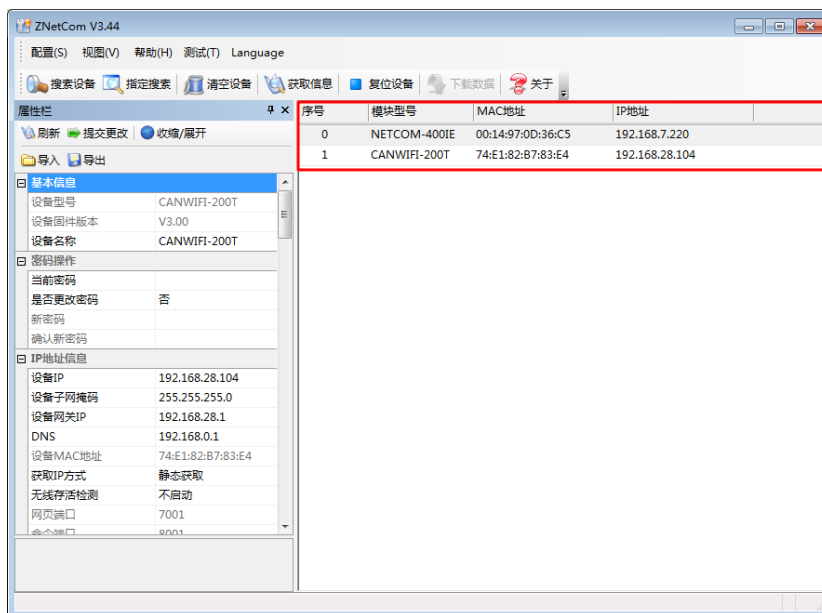 ZNetCom V3.44
配置(S) 视图(V) 帮助(H) 测试(T) Language
搜索设备 指定搜索 清空设备 获取信息 复位设备 下载数据 关于
属性栏
刷新 提交更改 收缩/展开
导入 导出
基本信息
设备型号 CANWIFI-200T
设备固件版本 V3.00
设备名称 CANWIFI-200T
密码操作
当前密码
是否更改密码 否
新密码
确认新密码
IP地址信息
设备IP 192.168.28.104
设备子网掩码 255.255.255.0
设备网关IP 192.168.28.1
DNS 192.168.0.1
设备MAC地址 74:E1:82:B7:83:E4
获取IP方式 静态获取
无线存活检测 不启动
网页端口 7001
命令端口 8001
序号 模块型号 MAC地址 IP地址
0 NETCOM-400IE 00:14:97:0D:36:C5 192.168.7.220
1 CANWIFI-200T 74:E1:82:B7:83:E4 192.168.28.104